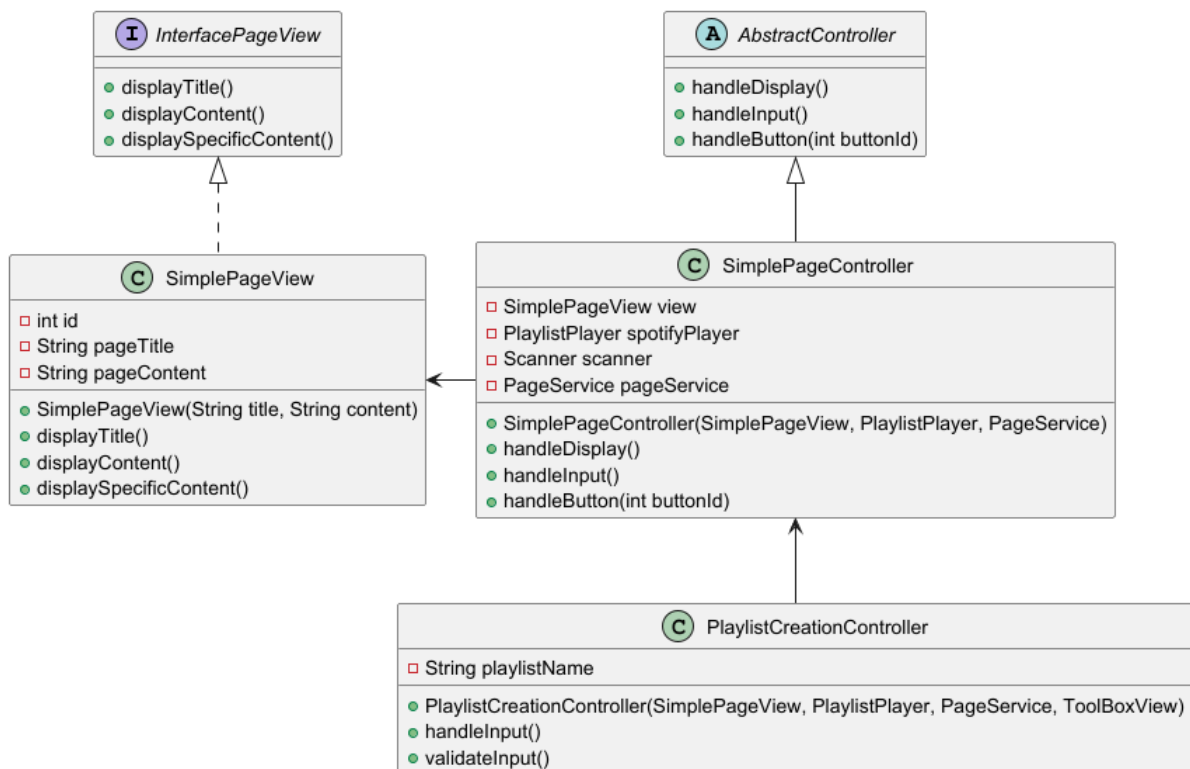 I InterfacePageView
displayTitle()
displayContent()
displaySpecificContent()
A AbstractController
handleDisplay()
handleInput()
handleButton(int buttonId)
C SimplePageView
int id
String pageTitle
String pageContent
SimplePageView(String title, String content)
displayTitle()
displayContent()
displaySpecificContent()
C SimplePageController
SimplePageView view
PlaylistPlayer spotifyPlayer
Scanner scanner
PageService pageService
SimplePageController(SimplePageView, PlaylistPlayer, PageService)
handleDisplay()
handleInput()
handleButton(int buttonId)
C PlaylistCreationController
String playlistName
PlaylistCreationController(SimplePageView, PlaylistPlayer, PageService, ToolBoxView)
handleInput()
validateInput()